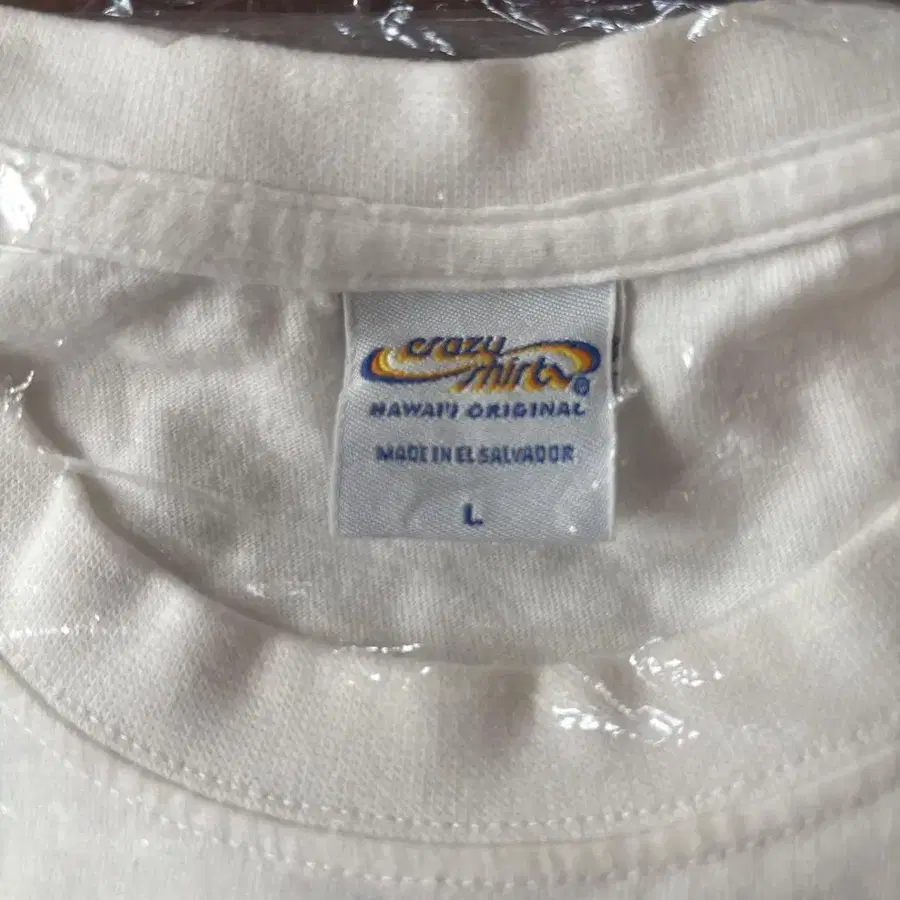 crazy
shirts®
HAWAI'I ORIGINAL
MADE IN EL SALVADOR
L